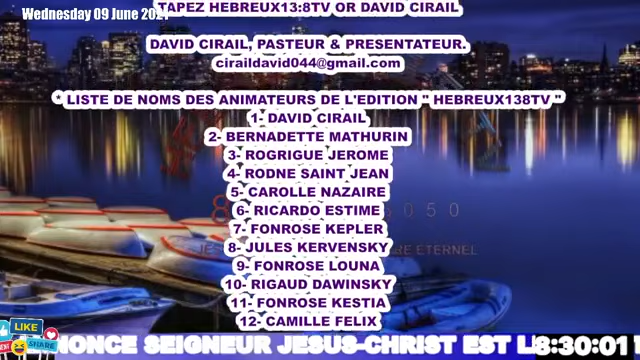 TAPEZ HEBREUX13:8TV OR DAVID CIRAIL
Wednesday 09 June 2021
DAVID CIRAIL, PASTEUR & PRESENTATEUR.
ciraildavid044@gmail.com
* LISTE DE NOMS DES ANIMATEURS DE L'EDITION " HEBREUX138TV "
1- DAVID CIRAIL
2- BERNADETTE MATHURIN
3- ROGRIGUE JEROME
4- RODNE SAINT JEAN
5- CAROLLE NAZAIRE
6- RICARDO ESTIME
7- FONROSE KEPLER
8- JULES KERVENSKY
ETERNEL
9- FONROSE LOUNA
10- RIGAUD DAWINSKY
11- FONROSE KESTIA
12- CAMILLE FELIX
LIKE
SHARE
NONCE SEIGNEUR JESUS-CHRIST EST L
8:30:01